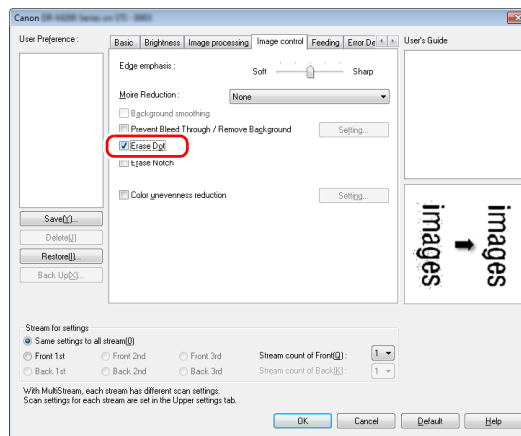 Canon
User Preference :
Basic Brightness Image processing Image control Feeding Error De
User's Guide
Edge emphasis :
Soft Sharp
Moire Reduction :
None
Background smoothing
Prevent Bleed Through / Remove Background
Setting...
Erase Dot
Erase Notch
Color unevenness reduction
Setting...
Save(Y)...
Delete(J)
Restore(I)...
Back Up(X)...
images
images
Stream for settings
Same settings to all stream(0)
Front 1st Front 2nd Front 3rd Stream count of Front(Q) : 1
Back 1st Back 2nd Back 3rd Stream count of Back(K) : 1
With MultiStream, each stream has different scan settings.
Scan settings for each stream are set in the Upper settings tab.
OK Cancel Default Help